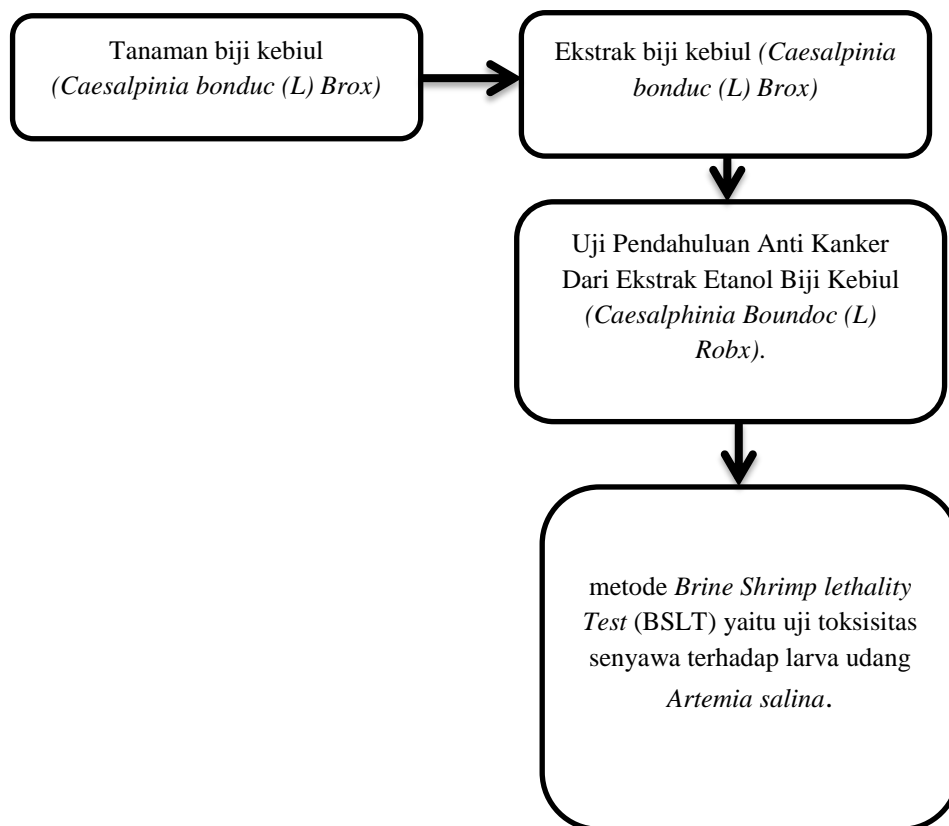 Tanaman biji kebiul
(Caesalpinia bonduc (L) Brox)
Ekstrak biji kebiul (Caesalpinia
bonduc (L) Brox)
Uji Pendahuluan Anti Kanker
Dari Ekstrak Etanol Biji Kebiul
(Caesalphinia Boundoc (L)
Robx).
metode Brine Shrimp lethality
Test (BSLT) yaitu uji toksisitas
senyawa terhadap larva udang
Artemia salina.